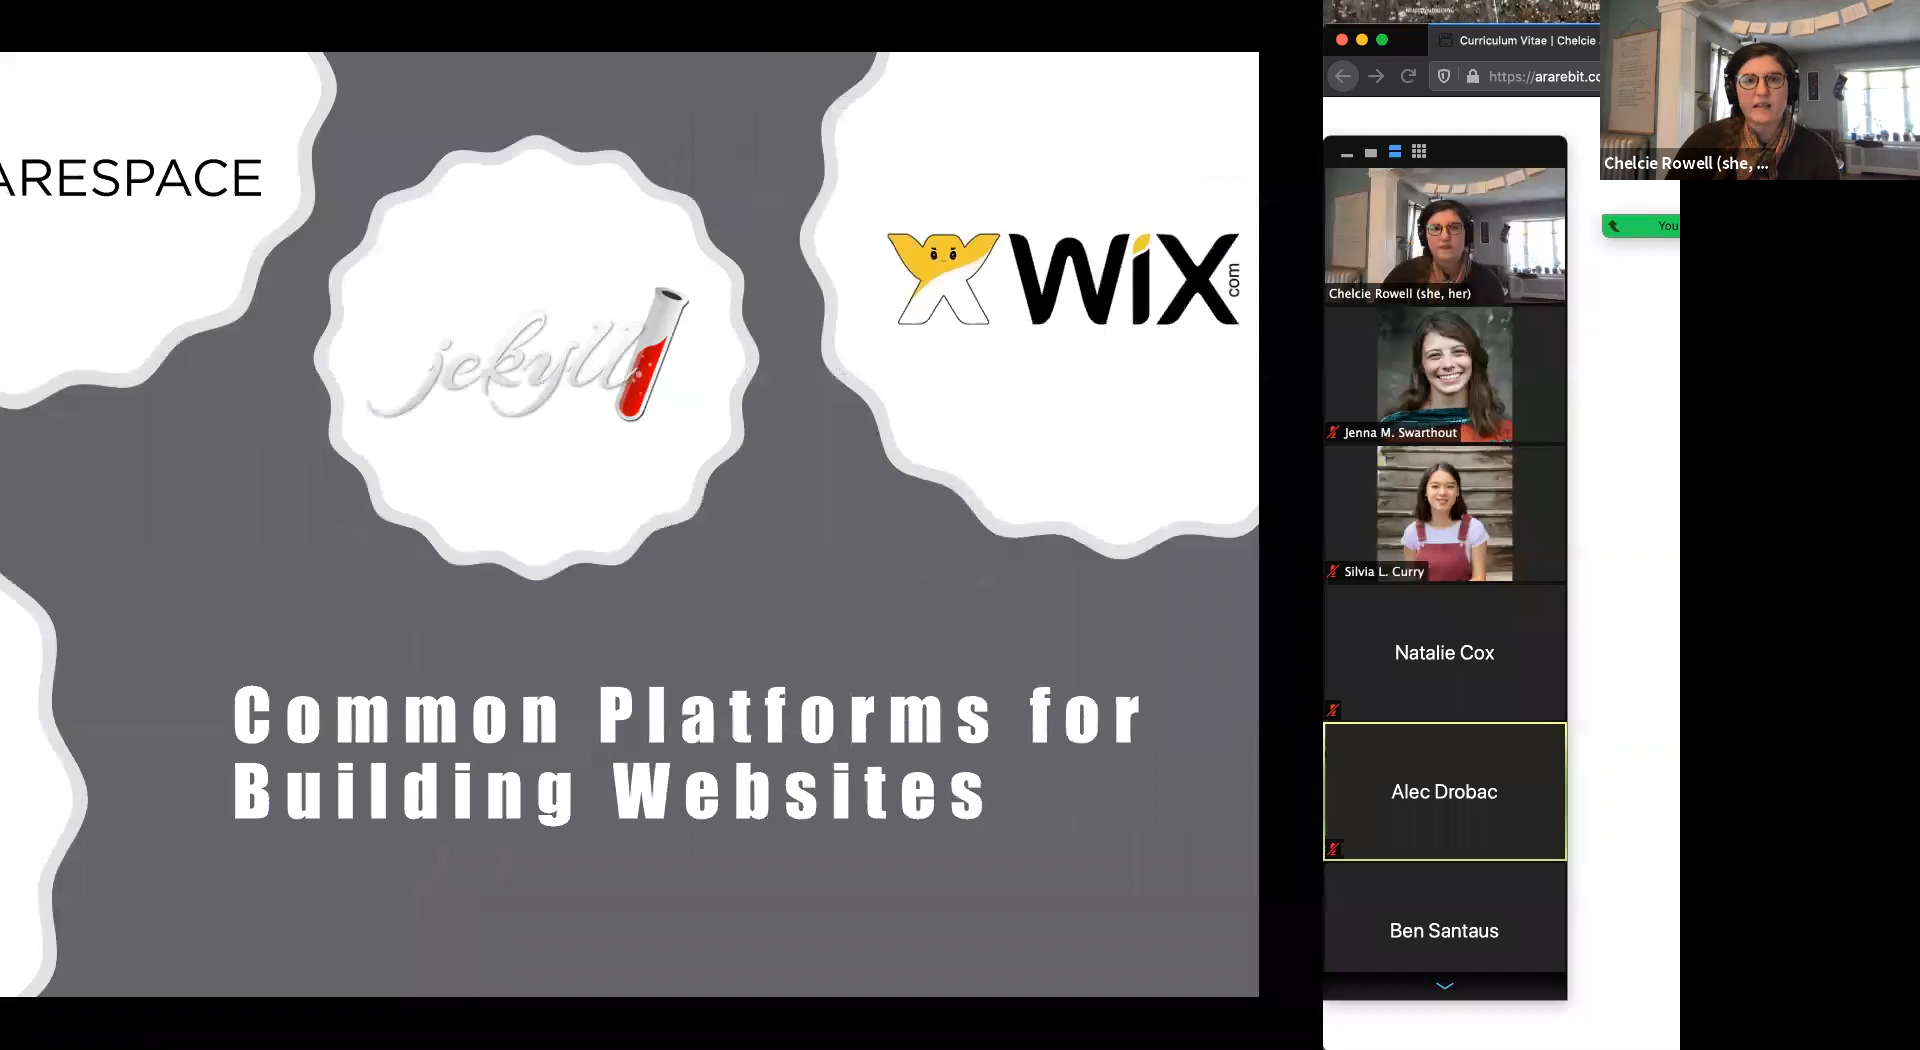 ARESPACE
jekyll
WiX
com
Common Platforms for
Building Websites
Curriculum Vitae | Chelcie
https://ararebit.co
Chelcie Rowell (she, her)
Jenna M. Swarthout
Silvia L. Curry
Natalie Cox
Alec Drobac
Ben Santaus
Chelcie Rowell (she, ...
You